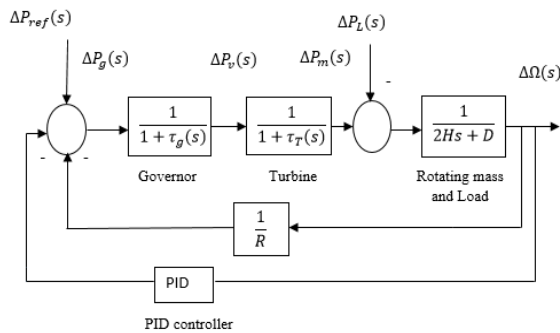 ΔP_ref(s)
ΔP_L(s)
ΔP_g(s)
ΔP_v(s)
ΔP_m(s)
ΔΩ(s)
-
1
1 + τ_g(s)
1
1 + τ_T(s)
1
2Hs + D
- -
Governor
Turbine
Rotating mass
and Load
1
R
PID
PID controller